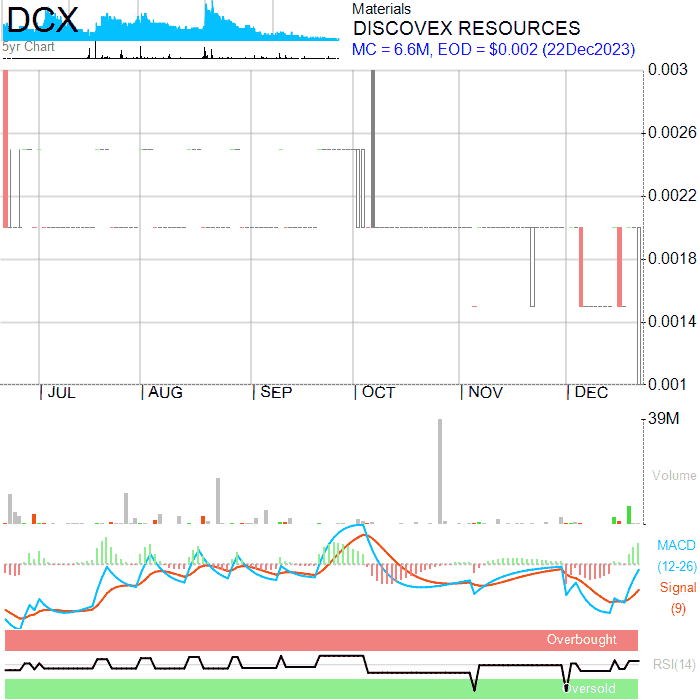 DCX
5yr Chart
Materials
DISCOVEX RESOURCES
MC = 6.6M, EOD = $0.002 (22Dec2023)
0.003
0.0026
0.0022
0.0018
0.0014
0.001
JUL AUG SEP OCT NOV DEC
39M
Volume
MACD
(12-26)
Signal
(9)
Overbought
RSI(14)
Oversold